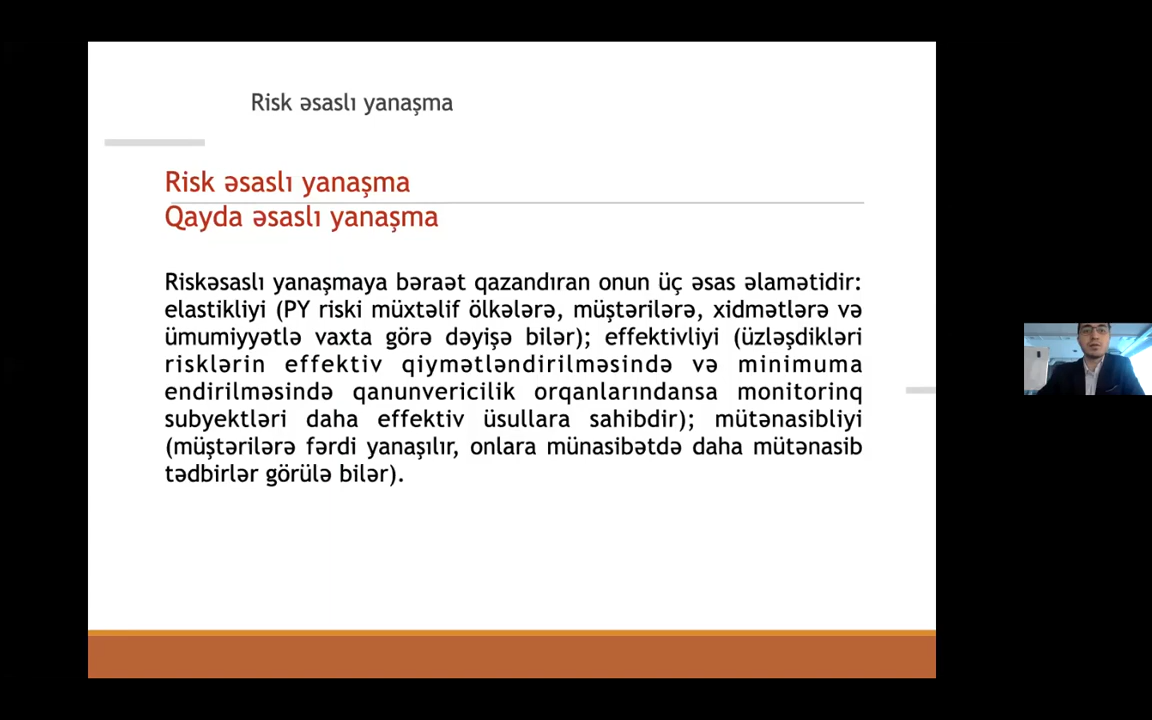 Risk əsaslı yanaşma
Risk əsaslı yanaşma
Qayda əsaslı yanaşma
Riskəsaslı yanaşmaya bəraət qazandıran onun üç əsas əlamətidir:
elastikliyi (PY riski müxtəlif ölkələrə, müştərilərə, xidmətlərə və
ümumiyyətlə vaxta görə dəyişə bilər); effektivliyi (üzləşdikləri
risklərin effektiv qiymətləndirilməsində və minimuma
endirilməsində qanunvericilik orqanlarındansa monitorinq
subyektləri daha effektiv üsullara sahibdir); mütənasibliyi
(müştərilərə fərdi yanaşılır, onlara münasibətdə daha mütənasib
tədbirlər görülə bilər).